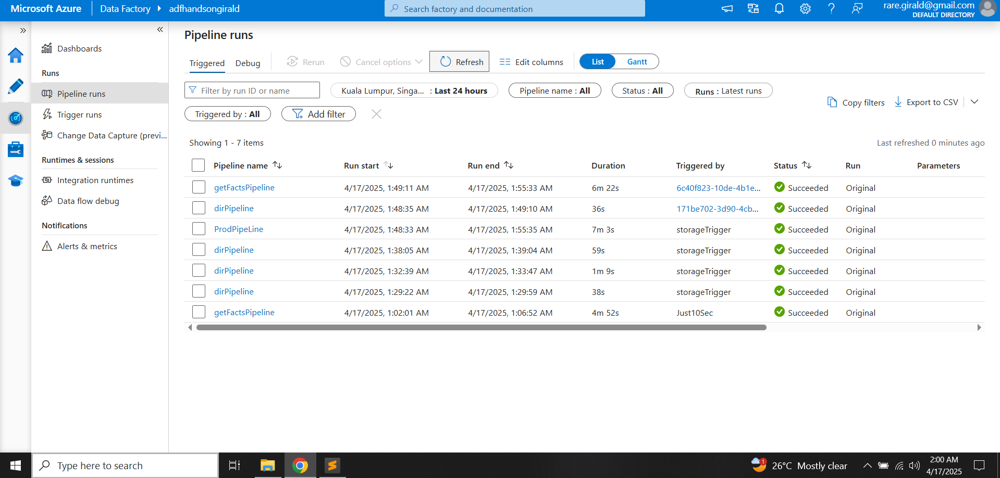 Microsoft Azure
Data Factory
adfhandsongirald
Search factory and documentation
rare.girald@gmail.com
DEFAULT DIRECTORY
Dashboards
Runs
Pipeline runs
Trigger runs
Change Data Capture (previ...
Runtimes & sessions
Integration runtimes
Data flow debug
Notifications
Alerts & metrics
Pipeline runs
Triggered Debug Rerun Cancel options Refresh Edit columns List Gantt
Filter by run ID or name Kuala Lumpur, Singa... : Last 24 hours Pipeline name : All Status : All Runs : Latest runs
Copy filters Export to CSV
Triggered by : All Add filter
Showing 1 - 7 items Last refreshed 0 minutes ago
Pipeline name Run start Run end Duration Triggered by Status Run Parameters
getFactsPipeline 4/17/2025, 1:49:11 AM 4/17/2025, 1:55:33 AM 6m 22s 6c40f823-10de-4b1e... Succeeded Original
dirPipeline 4/17/2025, 1:48:35 AM 4/17/2025, 1:49:10 AM 36s 171be702-3d90-4cb... Succeeded Original
ProdPipeLine 4/17/2025, 1:48:33 AM 4/17/2025, 1:55:35 AM 7m 3s storageTrigger Succeeded Original
dirPipeline 4/17/2025, 1:38:05 AM 4/17/2025, 1:39:04 AM 59s storageTrigger Succeeded Original
dirPipeline 4/17/2025, 1:32:39 AM 4/17/2025, 1:33:47 AM 1m 9s storageTrigger Succeeded Original
dirPipeline 4/17/2025, 1:29:22 AM 4/17/2025, 1:29:59 AM 38s storageTrigger Succeeded Original
getFactsPipeline 4/17/2025, 1:02:01 AM 4/17/2025, 1:06:52 AM 4m 52s Just10Sec Succeeded Original
Type here to search
1
26°C Mostly clear
2:00 AM
4/17/2025